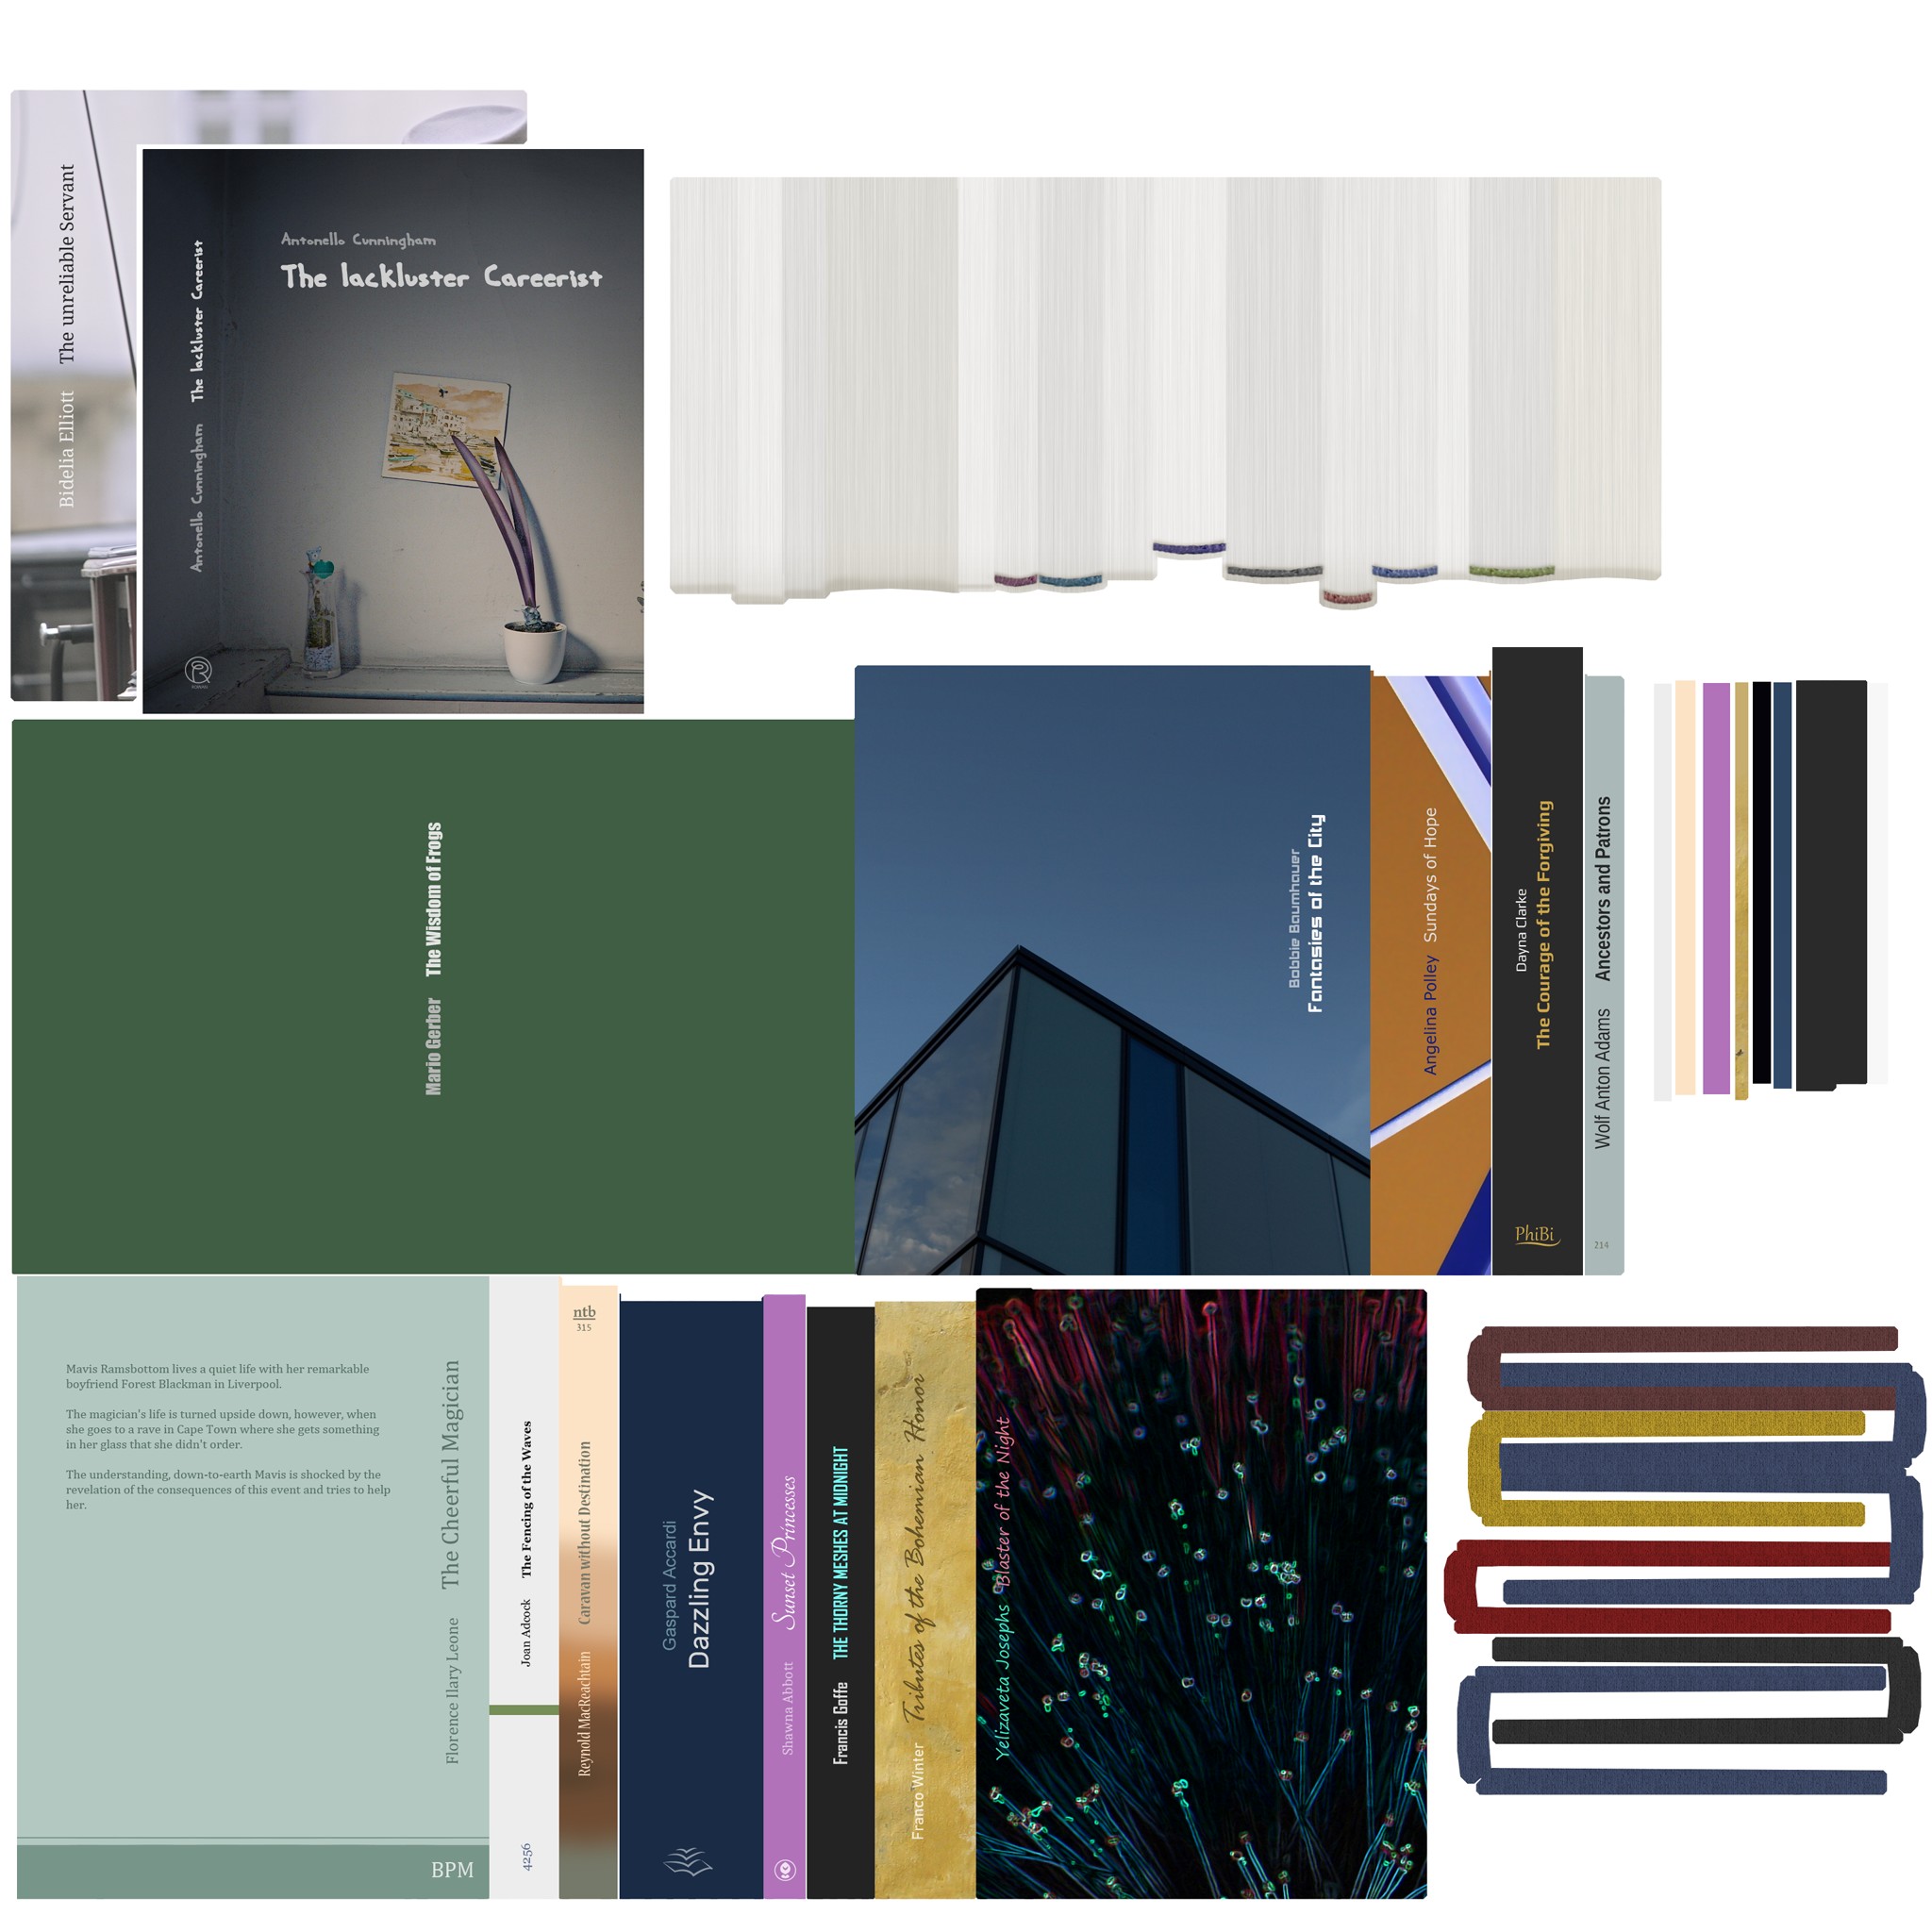 Bidelia Elliott The unreliable Servant
Antonello Cunningham The lackluster Careerist
Antonello Cunningham
The lackluster Careerist
Mario Gerber The Wisdom of Frogs
Bobbie Baumhauer
Fantasies of the City
Angelina Polley Sundays of Hope
Dayna Clarke
The Courage of the Forgiving
PhiBi
Wolf Anton Adams Ancestors and Patrons
214
Mavis Ramsbottom lives a quiet life with her remarkable
boyfriend Forest Blackman in Liverpool.
The magician's life is turned upside down, however, when
she goes to a rave in Cape Town where she gets something
in her glass that she didn't order.
The understanding, down-to-earth Mavis is shocked by the
revelation of the consequences of this event and tries to help
her.
Florence Ilary Leone The Cheerful Magician
BPM
Joan Adcock The Fencing of the Waves
4256
ntb
315
Reynold MacReachtain Caravan without Destination
Gaspard Accardi
Dazzling Envy
Shawna Abbott Sunset Princesses
Francis Goffe THE THORNY MESHES AT MIDNIGHT
Franco Winter Tributes of the Bohemian Honor
Yelizaveta Josephs Blaster of the Night